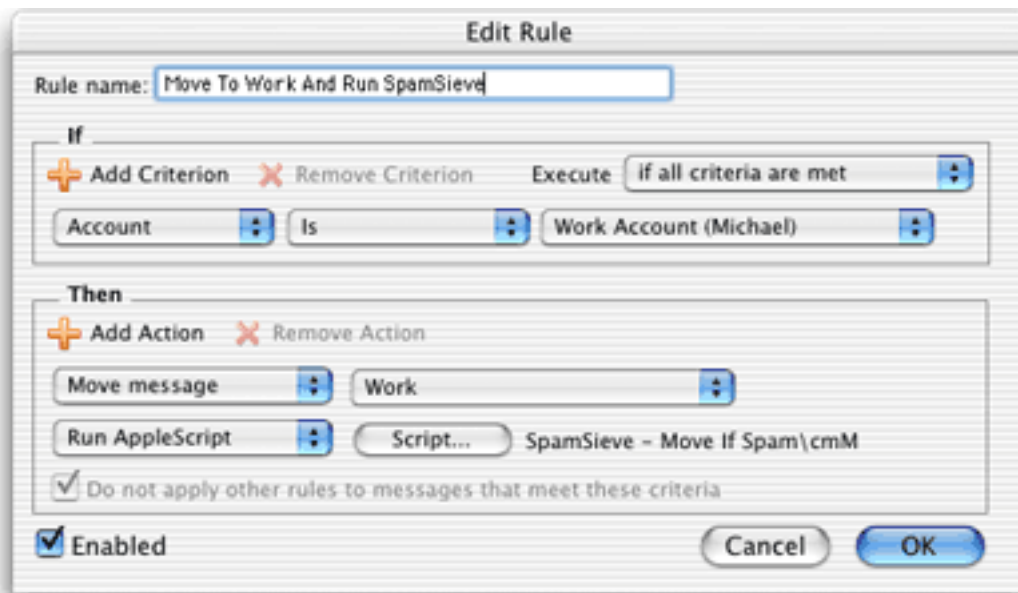 Edit Rule
Rule name: Move To Work And Run SpamSieve
If
Add Criterion Remove Criterion Execute if all criteria are met
Account Is Work Account (Michael)
Then
Add Action Remove Action
Move message Work
Run AppleScript Script... SpamSieve - Move If Spam\cmM
Do not apply other rules to messages that meet these criteria
Enabled Cancel OK